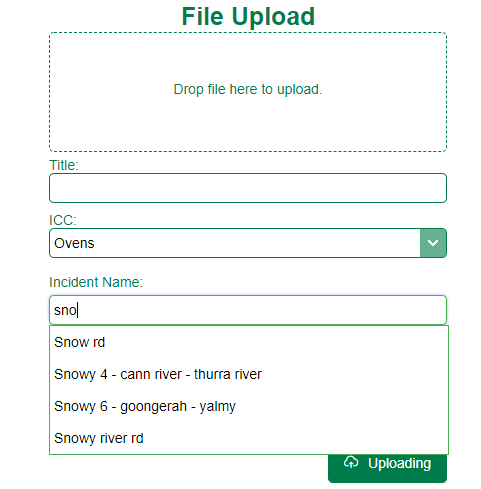 File Upload
Drop file here to upload.
Title:
ICC:
Ovens
Incident Name:
sno
Snow rd
Snowy 4 - cann river - thurra river
Snowy 6 - goongerah - yalmy
Snowy river rd
Uploading